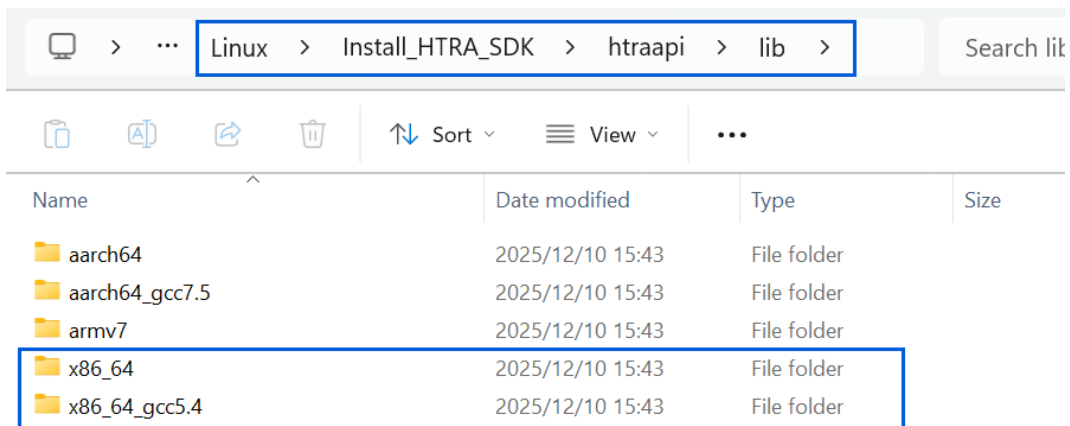 > ... Linux > Install_HTRA_SDK > htraapi > lib > Search lib
Sort View ...
Name Date modified Type Size
aarch64 2025/12/10 15:43 File folder
aarch64_gcc7.5 2025/12/10 15:43 File folder
armv7 2025/12/10 15:43 File folder
x86_64 2025/12/10 15:43 File folder
x86_64_gcc5.4 2025/12/10 15:43 File folder